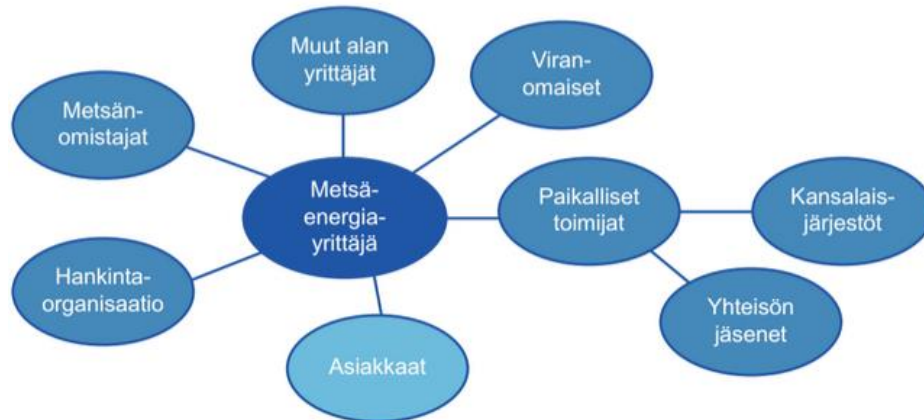 Muut alan
yrittäjät
Viran-
omaiset
Metsän-
omistajat
Metsä-
energia-
yrittäjä
Paikalliset
toimijat
Kansalais-
järjestöt
Hankinta-
organisaatio
Yhteisön
jäsenet
Asiakkaat